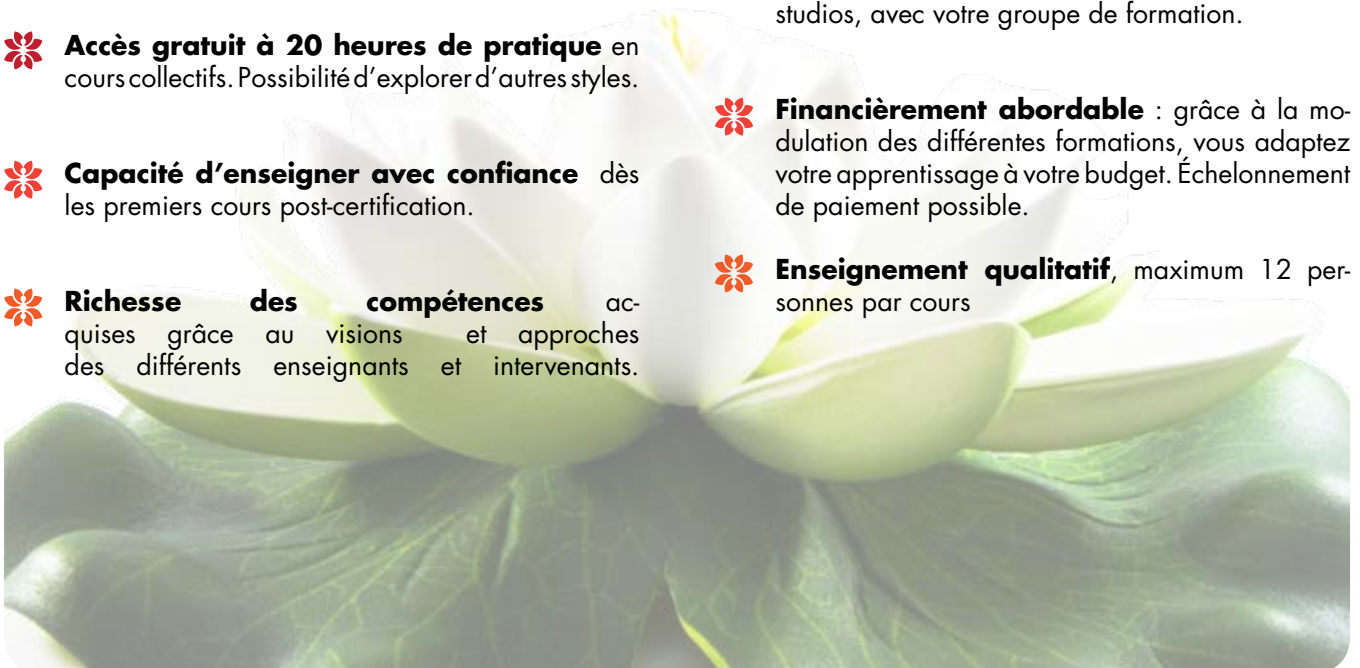 Accès gratuit à 20 heures de pratique en
cours collectifs. Possibilité d'explorer d'autres styles.
Capacité d'enseigner avec confiance dès
les premiers cours post-certification.
Richesse des compétences ac-
quises grâce au visions et approches
des différents enseignants et intervenants.
studios, avec votre groupe de formation.
Financièrement abordable : grâce à la mo-
dulation des différentes formations, vous adaptez
votre apprentissage à votre budget. Échelonnement
de paiement possible.
Enseignement qualitatif, maximum 12 per-
sonnes par cours